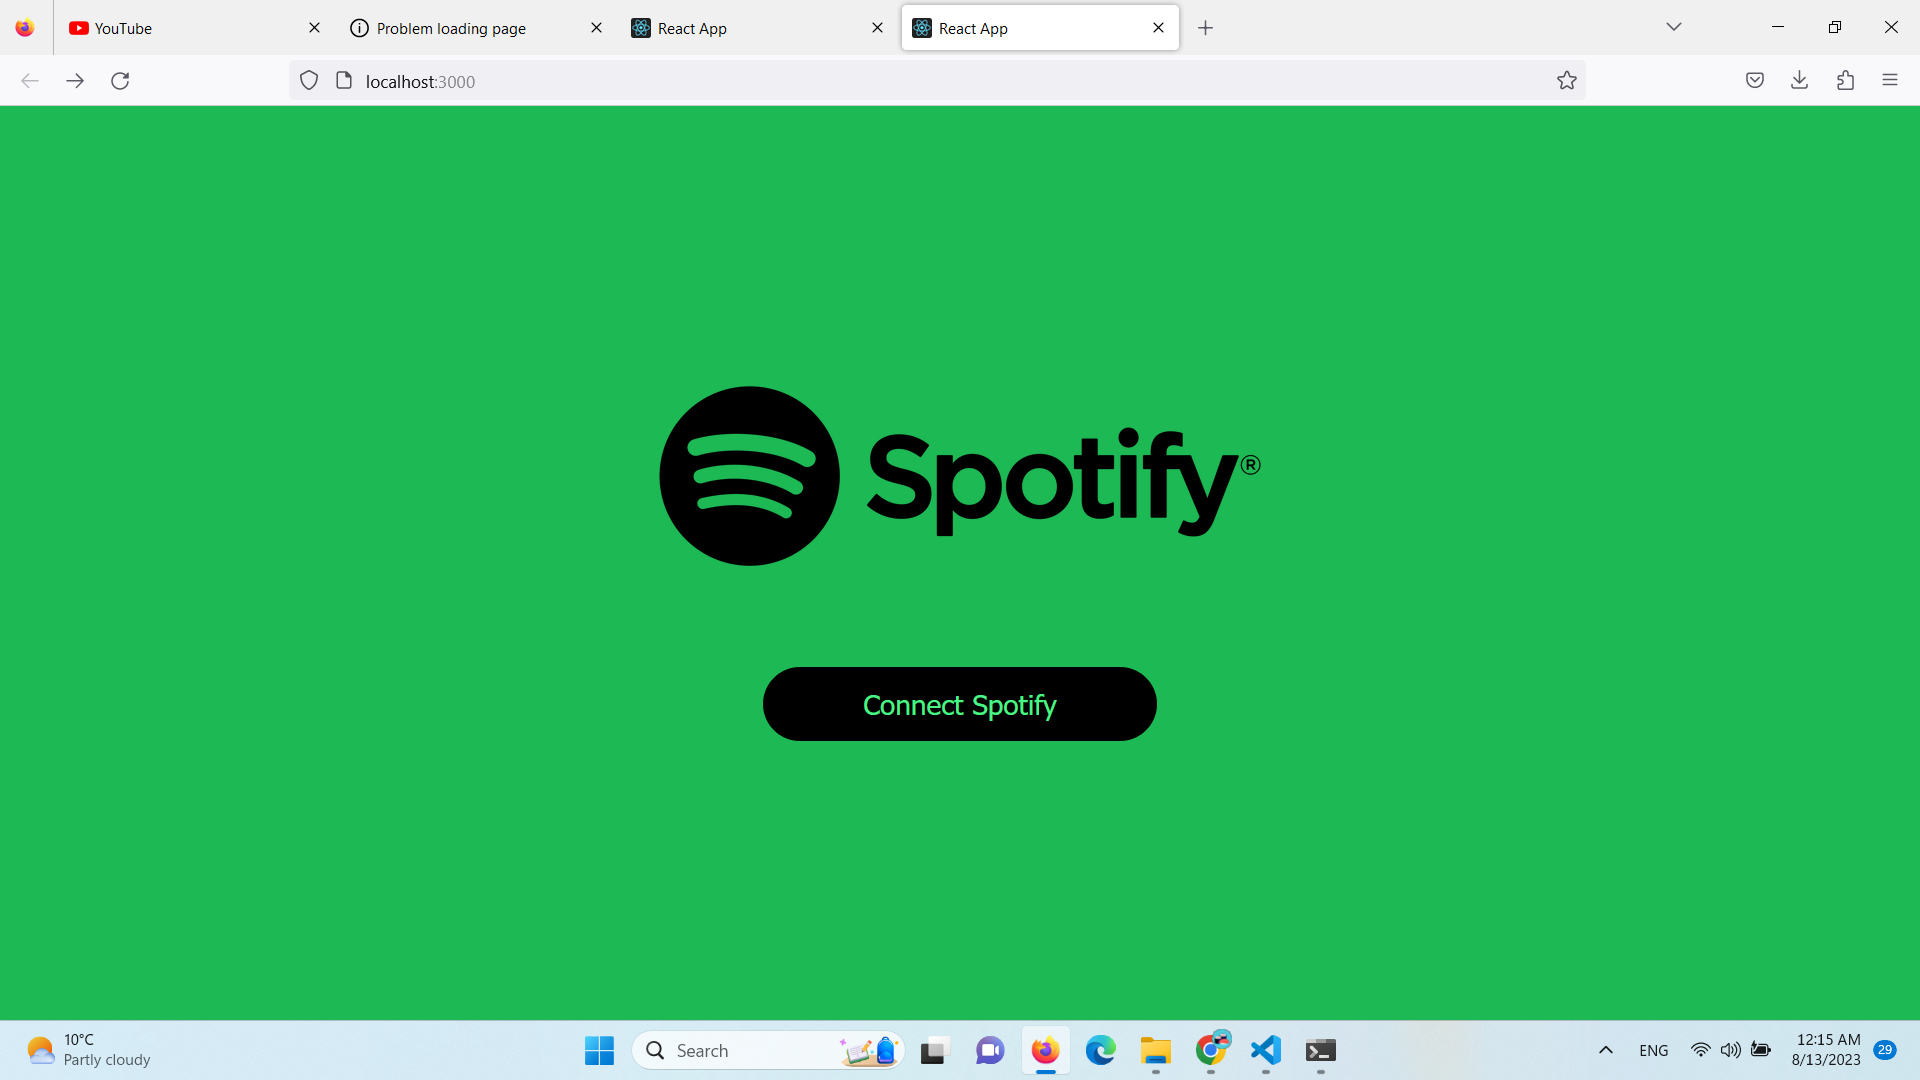 YouTube
Problem loading page
React App
React App
localhost:3000
Spotify®
Connect Spotify
10°C
Partly cloudy
Search
ENG
12:15 AM
8/13/2023
29